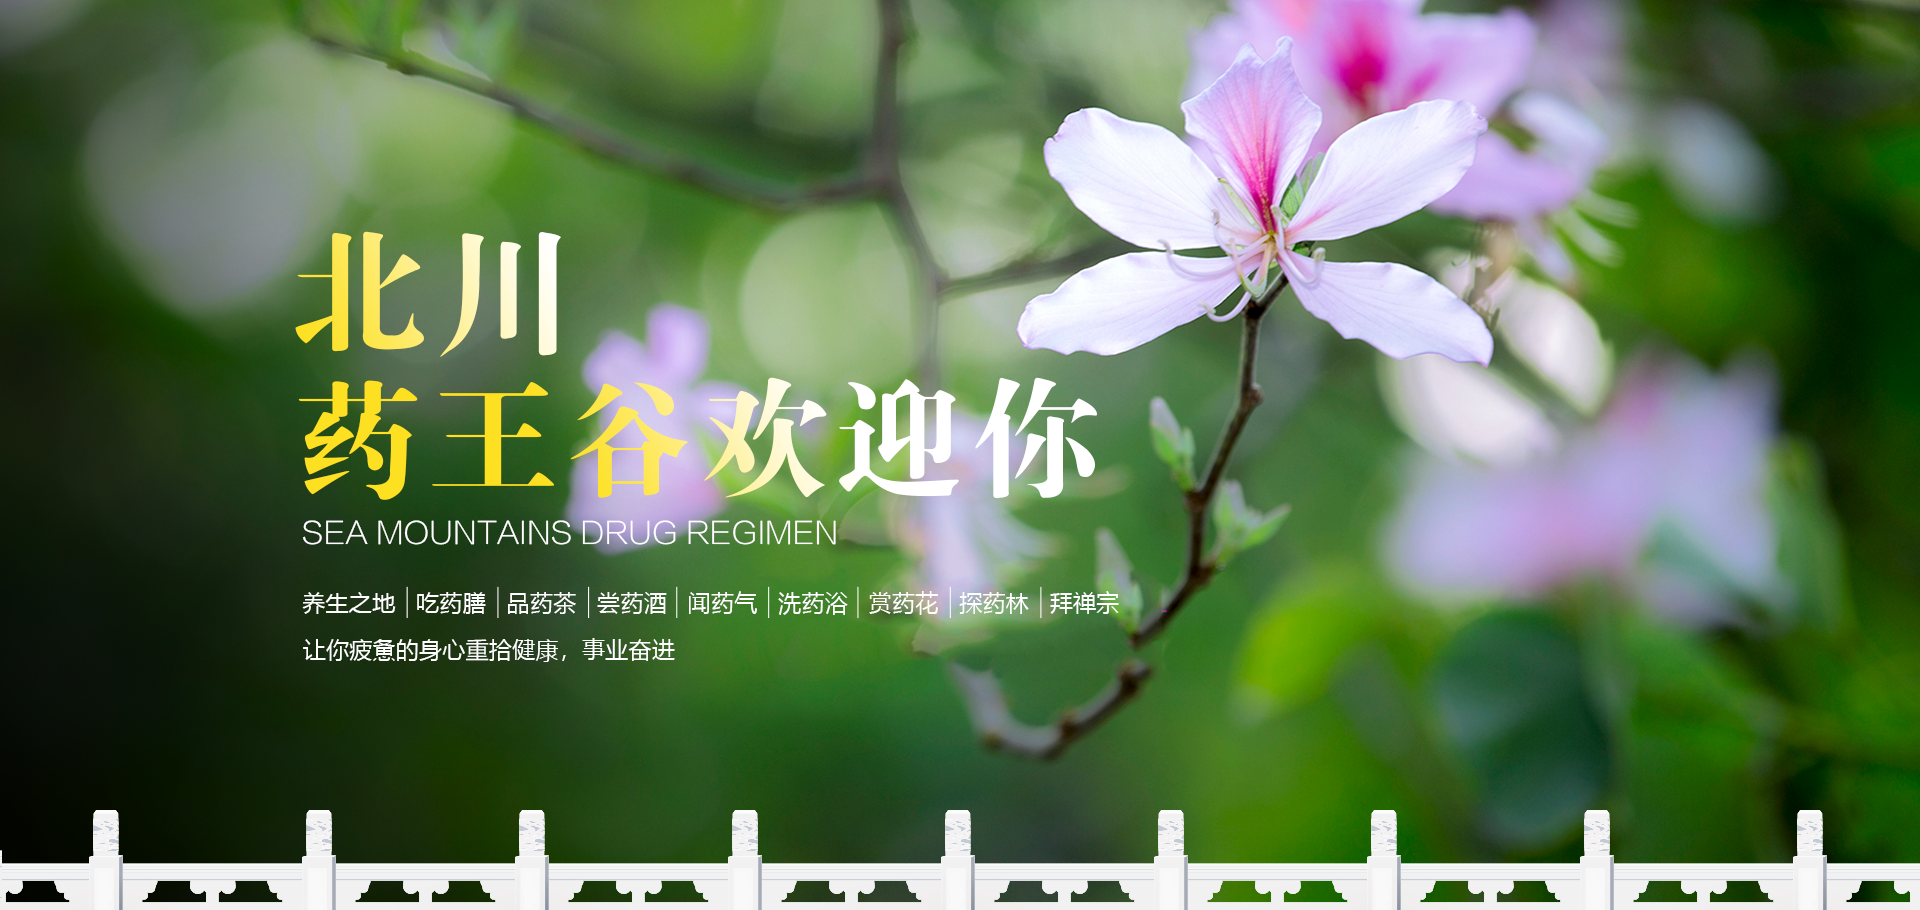 北川
药王谷欢迎你
SEA MOUNTAINS DRUG REGIMEN
养生之地｜吃药膳｜品药茶｜尝药酒｜闻药气｜洗药浴｜赏药花｜探药林｜拜禅宗
让你疲惫的身心重拾健康，事业奋进